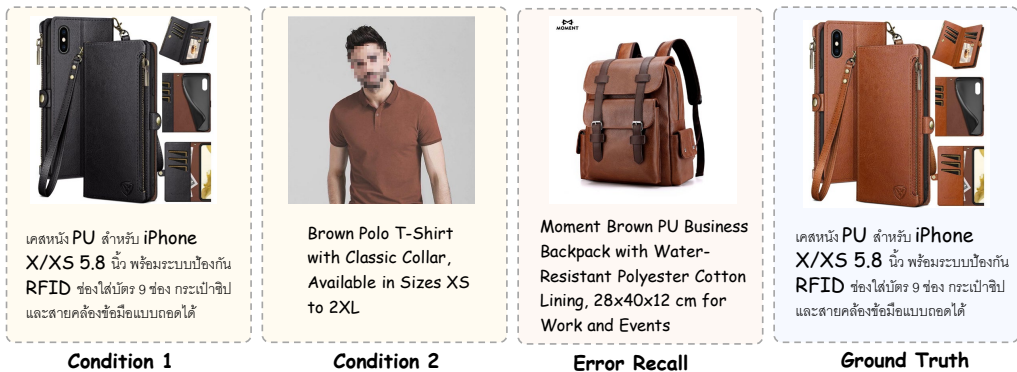 เคสหนัง PU สำหรับ iPhone
X/XS 5.8 นิ้ว พร้อมระบบป้องกัน
RFID ช่องใส่บัตร 9 ช่อง กระเป๋าซิป
และสายคล้องข้อมือแบบถอดได้
Condition 1
Brown Polo T-Shirt
with Classic Collar,
Available in Sizes XS
to 2XL
Condition 2
MOMENT
Moment Brown PU Business
Backpack with Water-
Resistant Polyester Cotton
Lining, 28x40x12 cm for
Work and Events
Error Recall
เคสหนัง PU สำหรับ iPhone
X/XS 5.8 นิ้ว พร้อมระบบป้องกัน
RFID ช่องใส่บัตร 9 ช่อง กระเป๋าซิป
และสายคล้องข้อมือแบบถอดได้
Ground Truth